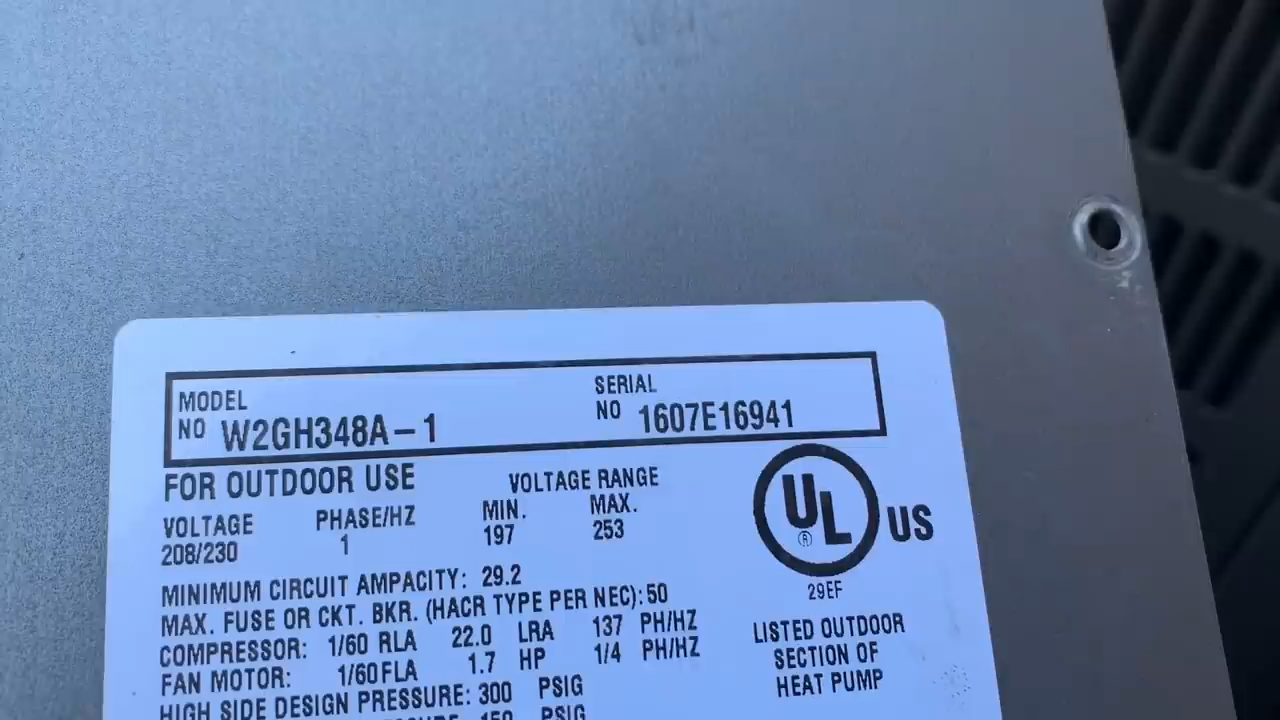 MODEL NO W2GH348A-1 SERIAL NO 1607E16941
FOR OUTDOOR USE
VOLTAGE RANGE
VOLTAGE PHASE/HZ MIN. MAX.
208/230 1 197 253
MINIMUM CIRCUIT AMPACITY: 29.2
MAX. FUSE OR CKT. BKR. (HACR TYPE PER NEC): 50
COMPRESSOR: 1/60 RLA 22.0 LRA 137 PH/HZ
FAN MOTOR: 1/60FLA 1.7 HP 1/4 PH/HZ
HIGH SIDE DESIGN PRESSURE: 300 PSIG
150 PSIG
UL® US
29EF
LISTED OUTDOOR
SECTION OF
HEAT PUMP